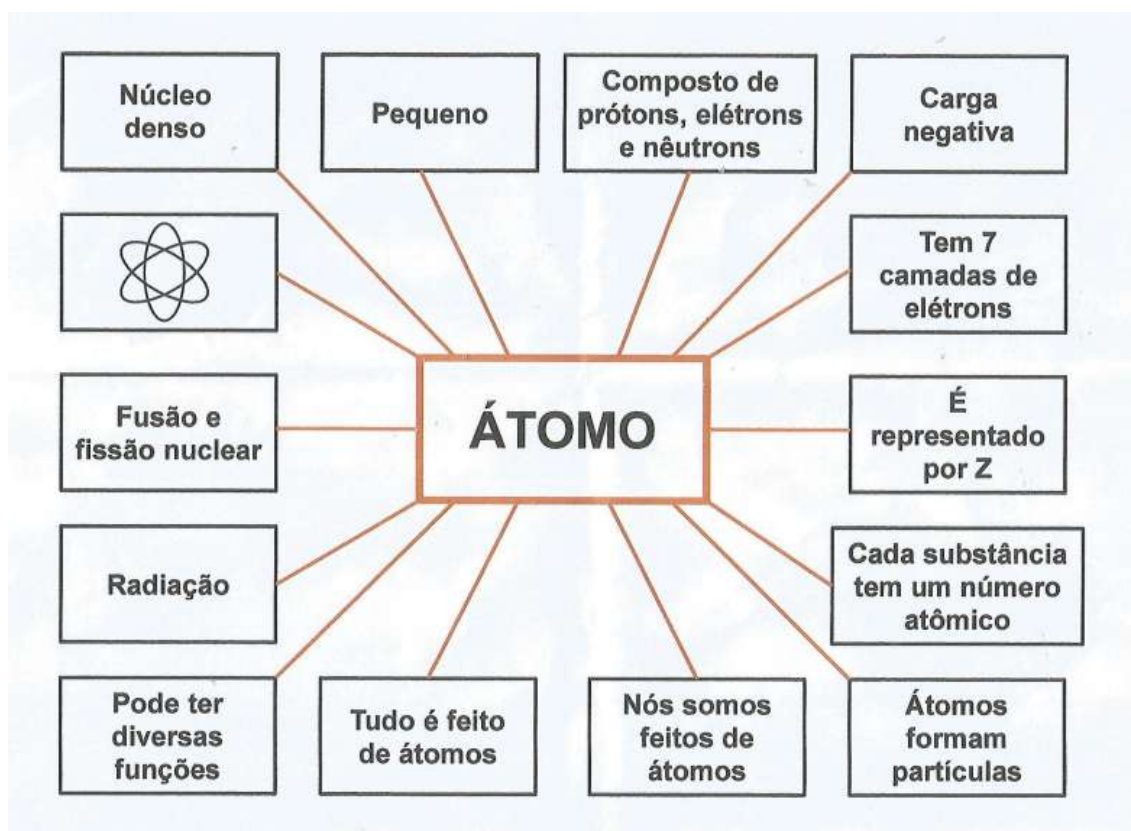 Núcleo
denso
Pequeno
Composto de
prótons, elétrons
e nêutrons
Carga
negativa
Tem 7
camadas de
elétrons
Fusão e
fissão nuclear
ÁTOMO
É
representado
por Z
Radiação
Cada substância
tem um número
atômico
Pode ter
diversas
funções
Tudo é feito
de átomos
Nós somos
feitos de
átomos
Átomos
formam
partículas